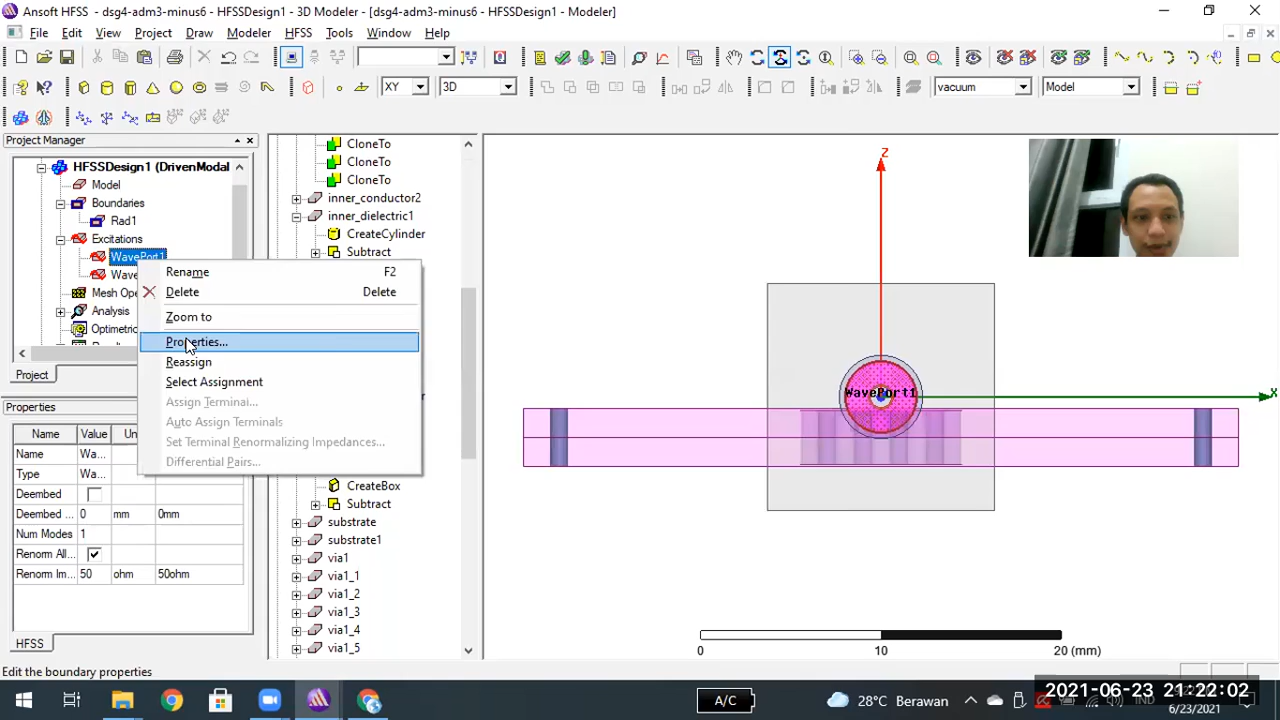 Ansoft HFSS - dsg4-adm3-minus6 - HFSSDesign1 - 3D Modeler - [dsg4-adm3-minus6 - HFSSDesign1 - Modeler]
File Edit View Project Draw Modeler HFSS Tools Window Help
XY 3D vacuum Model
Project Manager
HFSSDesign1 (DrivenModal
Model
Boundaries
Rad1
Excitations
WavePort1
Wave
Mesh Ope
Analysis
Optimetric
Project
Rename F2
Delete Delete
Zoom to
Properties...
Reassign
Select Assignment
Assign Terminal...
Auto Assign Terminals
Set Terminal Renormalizing Impedances...
Differential Pairs...
Properties
Name Value Un
Name Wa...
Type Wa...
Deembed
Deembed ... 0 mm 0mm
Num Modes 1
Renorm All...
Renorm Im... 50 ohm 50ohm
HFSS
CloneTo
CloneTo
CloneTo
inner_conductor2
inner_dielectric1
CreateCylinder
Subtract
CreateBox
Subtract
substrate
substrate1
via1
via1_1
via1_2
via1_3
via1_4
via1_5
Z
WavePort1
X
0 10 20 (mm)
Edit the boundary properties
A/C
28°C Berawan
IND
2021-06-23 21:22:02
6/23/2021